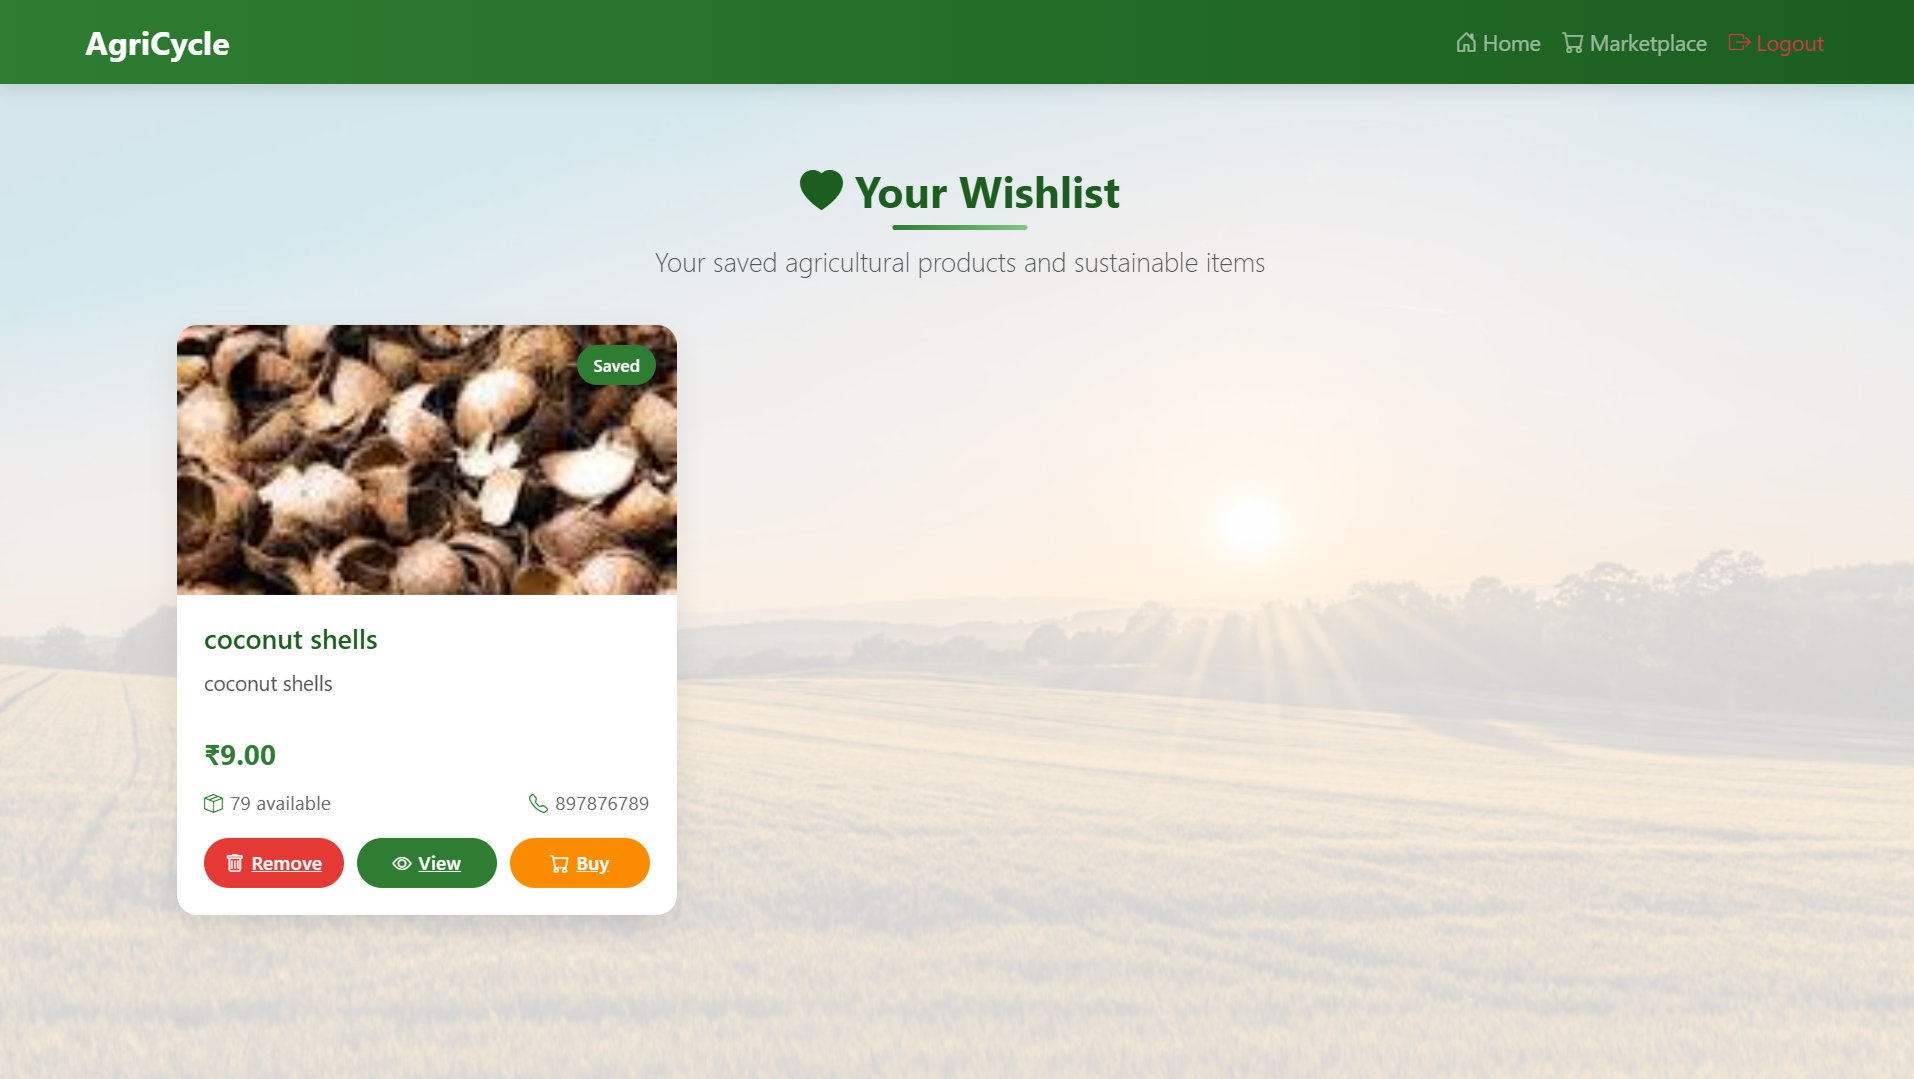 AgriCycle
Home Marketplace Logout
Your Wishlist
Your saved agricultural products and sustainable items
Saved
coconut shells
coconut shells
₹9.00
79 available 897876789
Remove View Buy